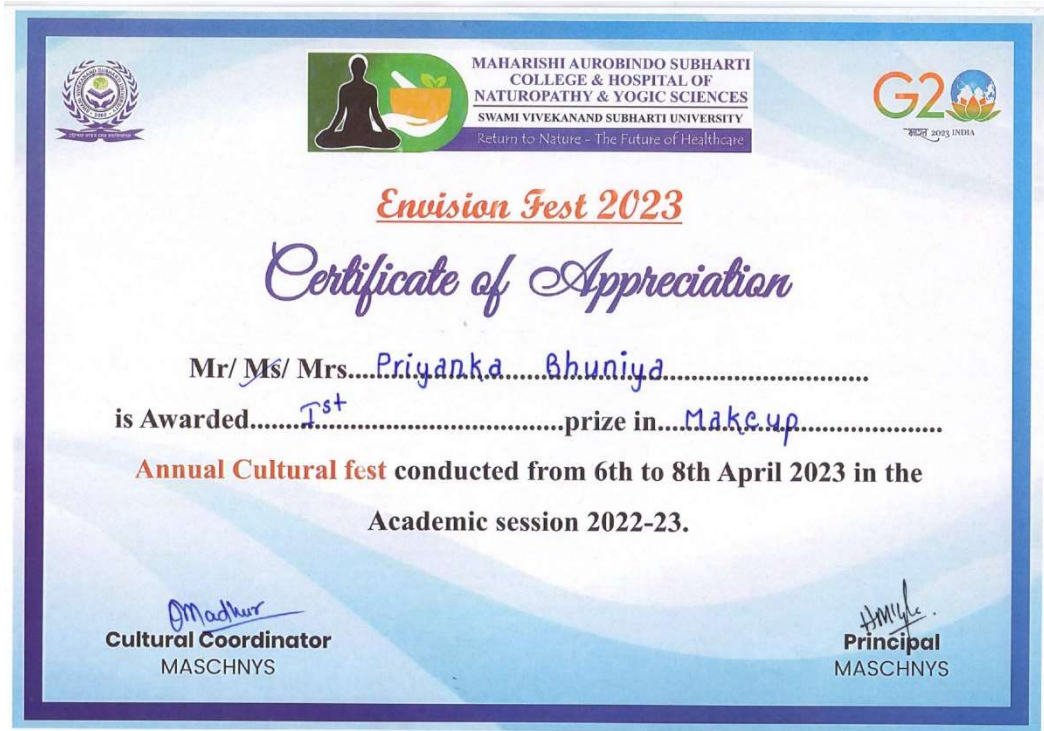 MAHARISHI AUROBINDO SUBHARTI
COLLEGE & HOSPITAL OF
NATUROPATHY & YOGIC SCIENCES
SWAMI VIVEKANAND SUBHARTI UNIVERSITY
Return to Nature - The Future of Healthcare
G20
भारत 2023 INDIA
Envision Fest 2023
Certificate of Appreciation
Mr/ Ms/ Mrs....Priyanka......Bhuniya..............................
is Awarded........Ist....................................prize in....Makeup.....................
Annual Cultural fest conducted from 6th to 8th April 2023 in the
Academic session 2022-23.
Cultural Coordinator
MASCHNYS
Principal
MASCHNYS